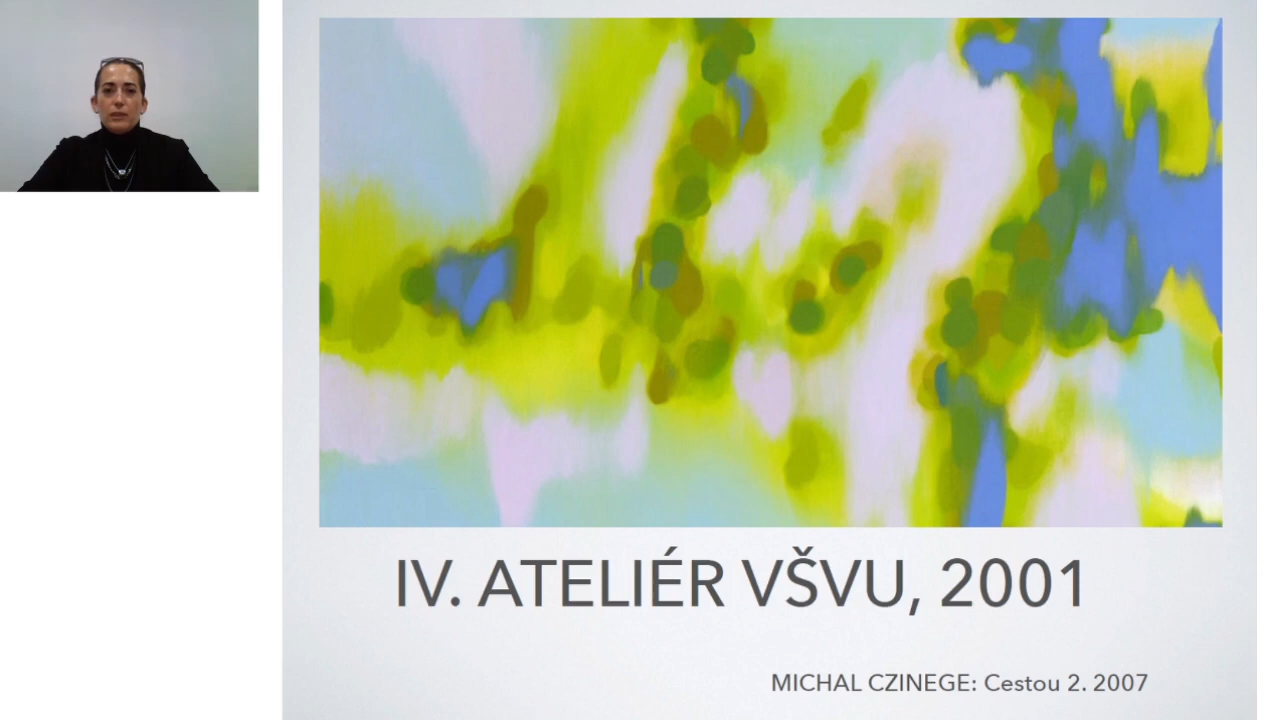 IV. ATELIÉR VŠVU, 2001
MICHAL CZINEGE: Cestou 2. 2007